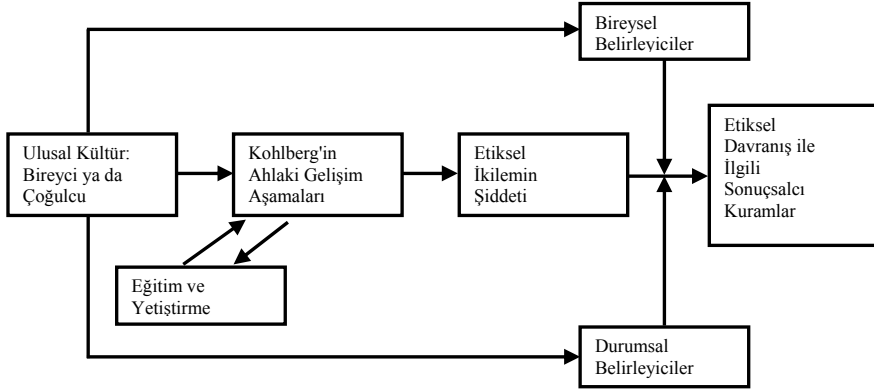 Bireysel
Belirleyiciler
Ulusal Kültür:
Bireyci ya da
Çoğulcu
Kohlberg'in
Ahlaki Gelişim
Aşamaları
Etiksel
İkilemin
Şiddeti
Etiksel
Davranış ile
İlgili
Sonuçsalcı
Kuramlar
Eğitim ve
Yetiştirme
Durumsal
Belirleyiciler